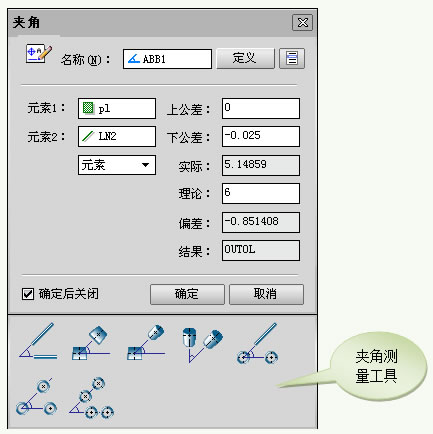 夹角
名称(N): ABB1 定义
元素1: pl 上公差: 0
元素2: LN2 下公差: -0.025
元素 实际: 5.14859
理论: 6
偏差: -0.851408
结果: OUTOL
确定后关闭 确定 取消
夹角测
量工具